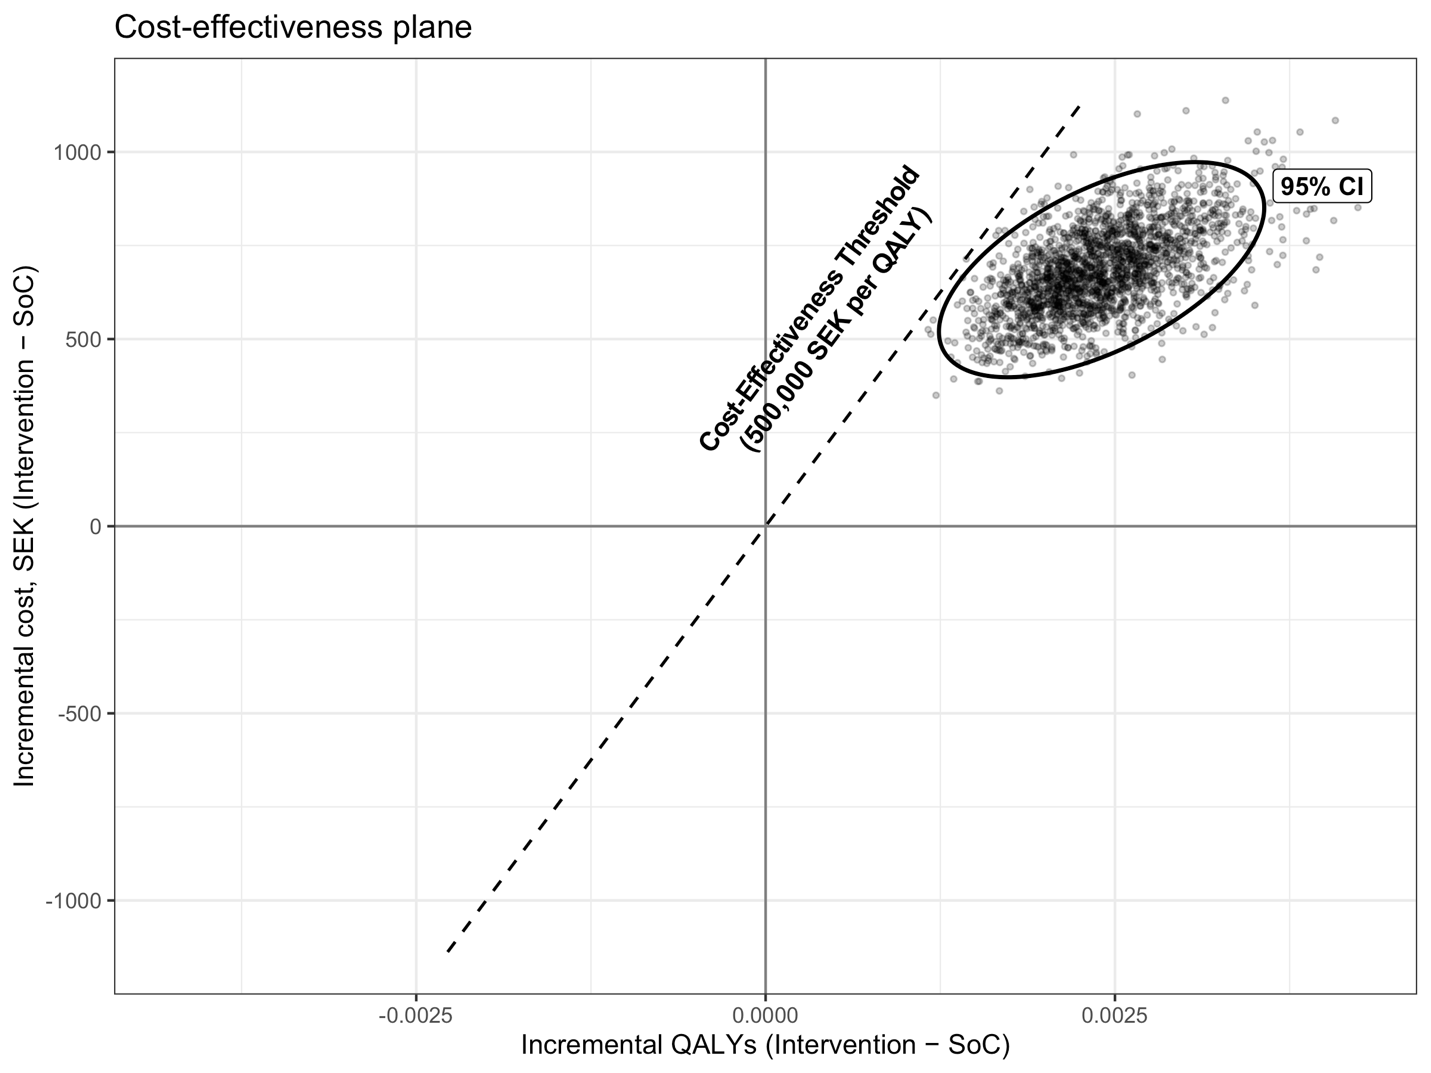 Cost-effectiveness plane
Incremental cost, SEK (Intervention − SoC)
1000
500
0
-500
-1000
Cost-Effectiveness Threshold
(500,000 SEK per QALY)
95% CI
-0.0025
0.0000
0.0025
Incremental QALYs (Intervention − SoC)